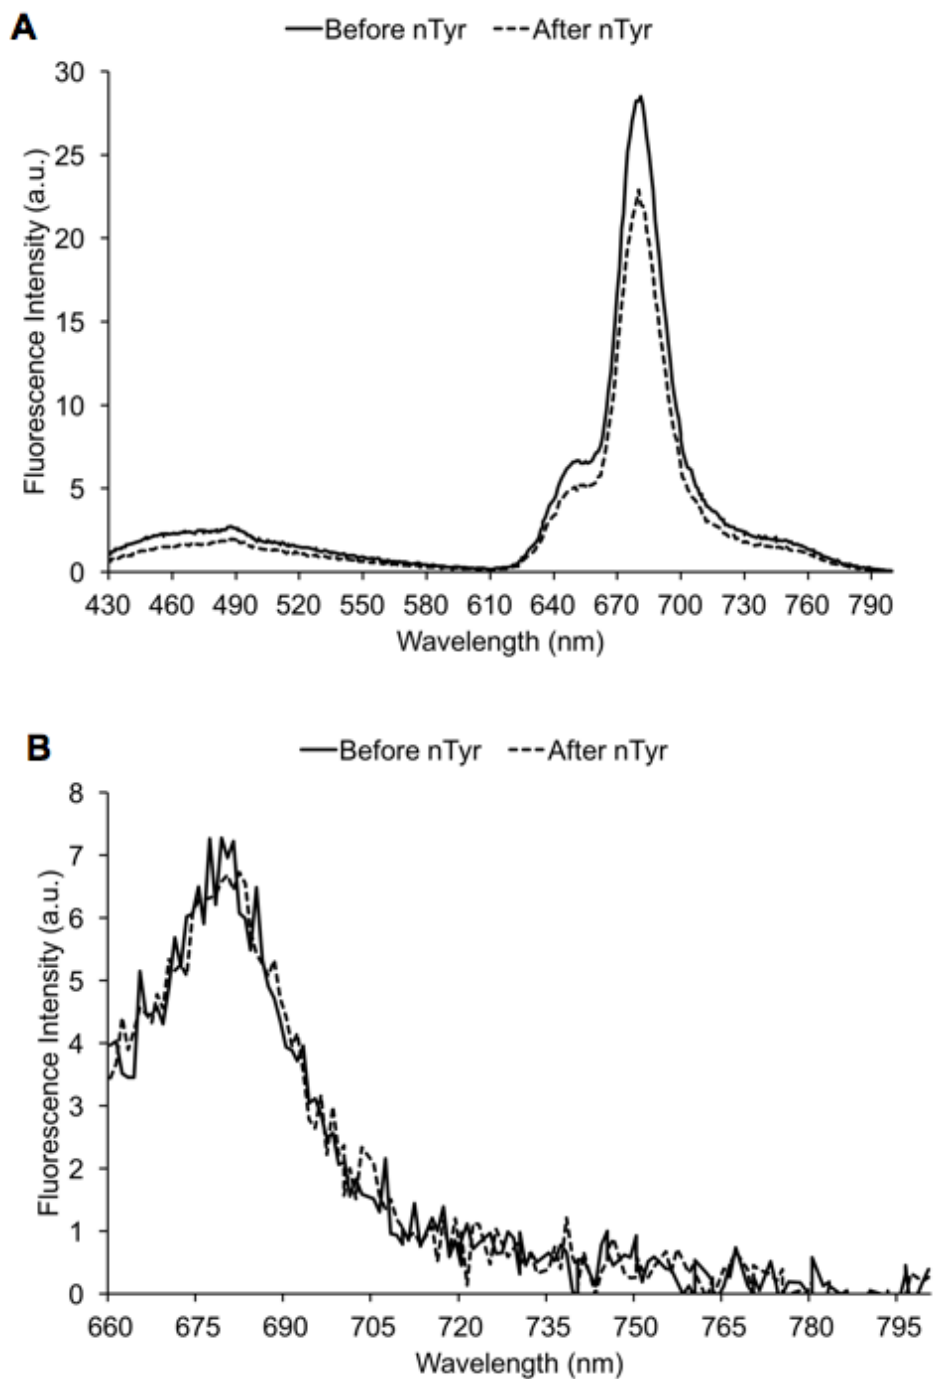 A
Before nTyr After nTyr
30
25
20
15
10
5
0
Fluorescence Intensity (a.u.)
430 460 490 520 550 580 610 640 670 700 730 760 790
Wavelength (nm)
B
Before nTyr After nTyr
8
7
6
5
4
3
2
1
0
Fluorescence Intensity (a.u.)
660 675 690 705 720 735 750 765 780 795
Wavelength (nm)